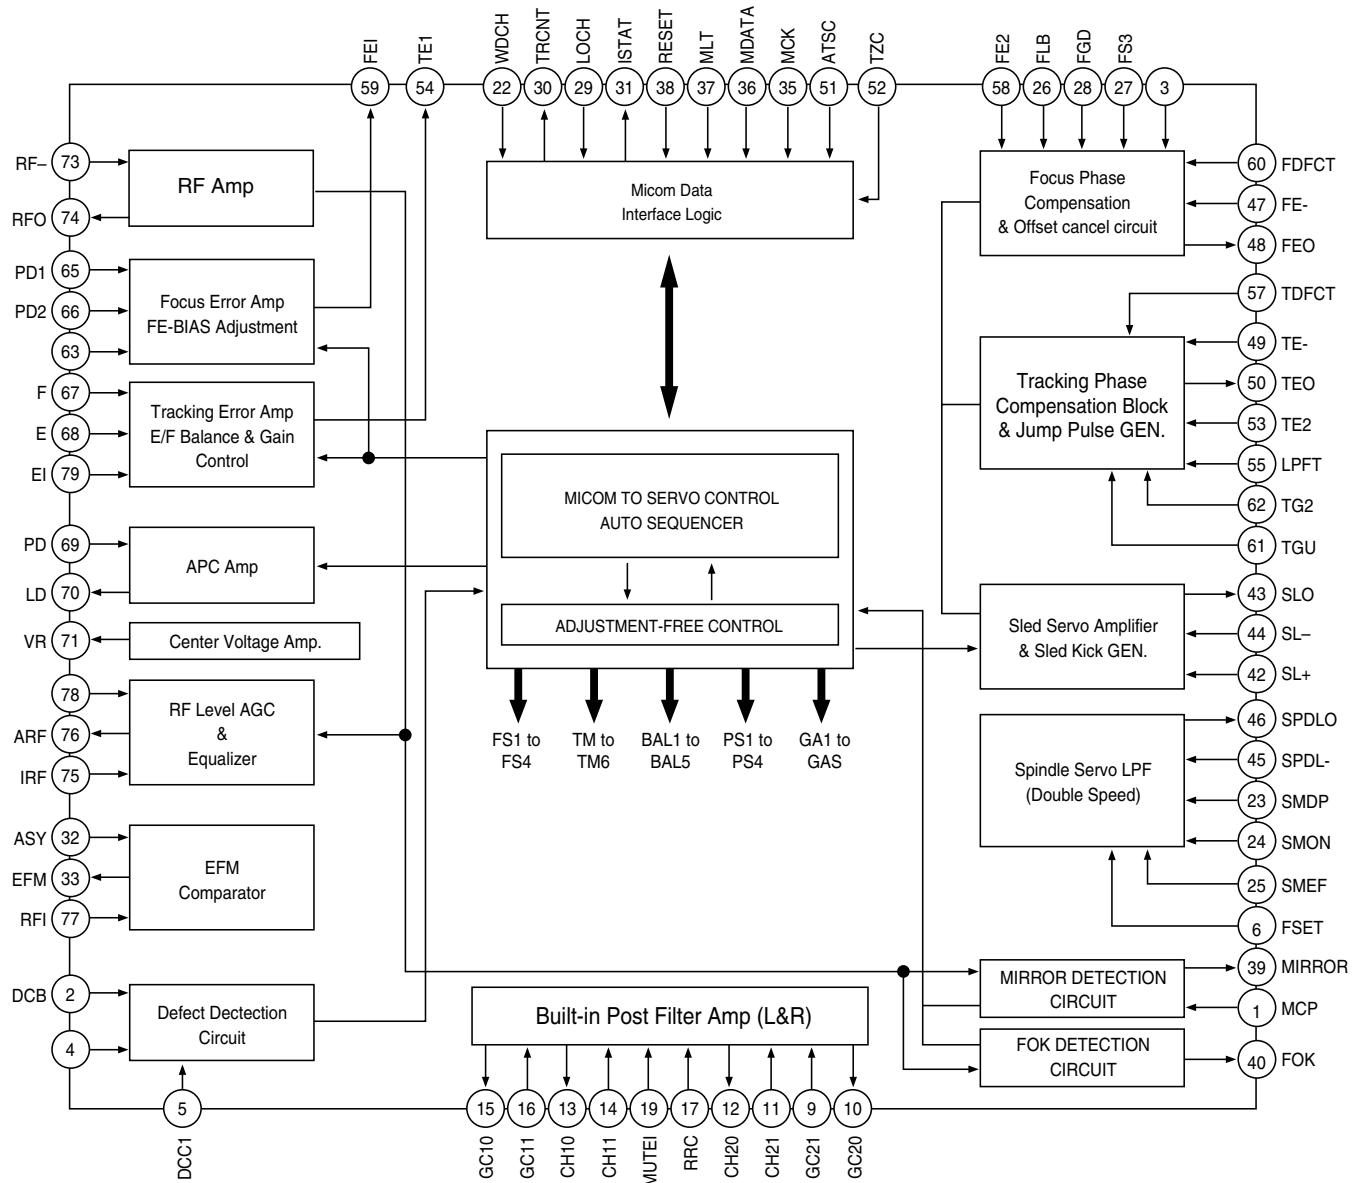 FEI
TE1
WDCH
TRCNT
LOCH
ISTAT
RESET
MLT
MDATA
MCK
ATSC
TZC
FE2
FLB
FGD
FS3
59
54
22
30
29
31
38
37
36
35
51
52
58
26
28
27
3
RF– 73
RFO 74
RF Amp
PD1 65
PD2 66
63
Focus Error Amp
FE-BIAS Adjustment
F 67
E 68
EI 79
Tracking Error Amp
E/F Balance & Gain
Control
PD 69
LD 70
APC Amp
VR 71
Center Voltage Amp.
78
ARF 76
IRF 75
RF Level AGC
&
Equalizer
ASY 32
EFM 33
RFI 77
EFM
Comparator
DCB 2
4
Defect Dectection
Circuit
5
DCC1
Micom Data
Interface Logic
MICOM TO SERVO CONTROL
AUTO SEQUENCER
ADJUSTMENT-FREE CONTROL
FS1 to
FS4
TM to
TM6
BAL1 to
BAL5
PS1 to
PS4
GA1 to
GAS
Built-in Post Filter Amp (L&R)
15
16
13
14
19
17
12
11
9
10
GC10
GC11
CH10
CH11
MUTEI
RRC
CH20
CH21
GC21
GC20
Focus Phase
Compensation
& Offset cancel circuit
60 FDFCT
47 FE-
48 FEO
Tracking Phase
Compensation Block
& Jump Pulse GEN.
57 TDFCT
49 TE-
50 TEO
53 TE2
55 LPFT
62 TG2
61 TGU
Sled Servo Amplifier
& Sled Kick GEN.
43 SLO
44 SL–
42 SL+
Spindle Servo LPF
(Double Speed)
46 SPDLO
45 SPDL-
23 SMDP
24 SMON
25 SMEF
6 FSET
MIRROR DETECTION
CIRCUIT
39 MIRROR
1 MCP
FOK DETECTION
CIRCUIT
40 FOK